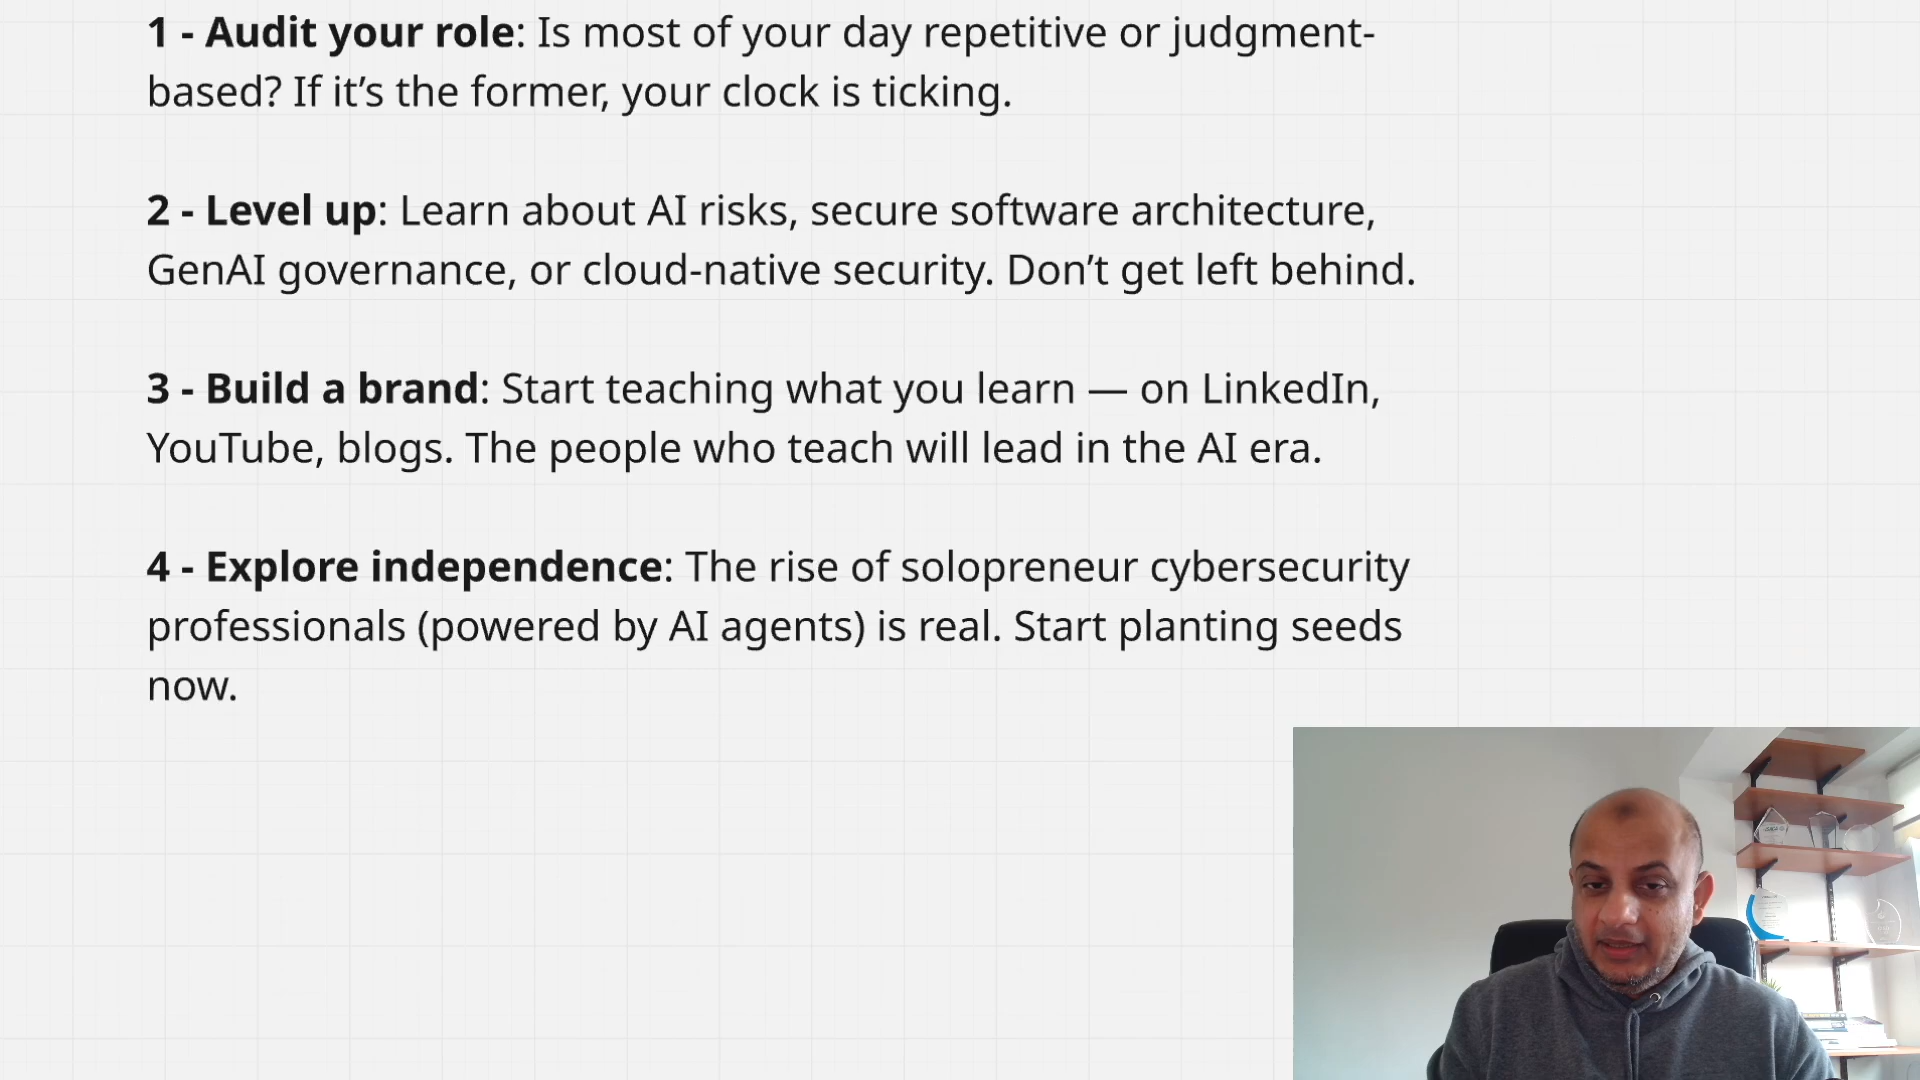 1 - Audit your role: Is most of your day repetitive or judgment-
based? If it’s the former, your clock is ticking.
2 - Level up: Learn about AI risks, secure software architecture,
GenAI governance, or cloud-native security. Don’t get left behind.
3 - Build a brand: Start teaching what you learn — on LinkedIn,
YouTube, blogs. The people who teach will lead in the AI era.
4 - Explore independence: The rise of solopreneur cybersecurity
professionals (powered by AI agents) is real. Start planting seeds
now.